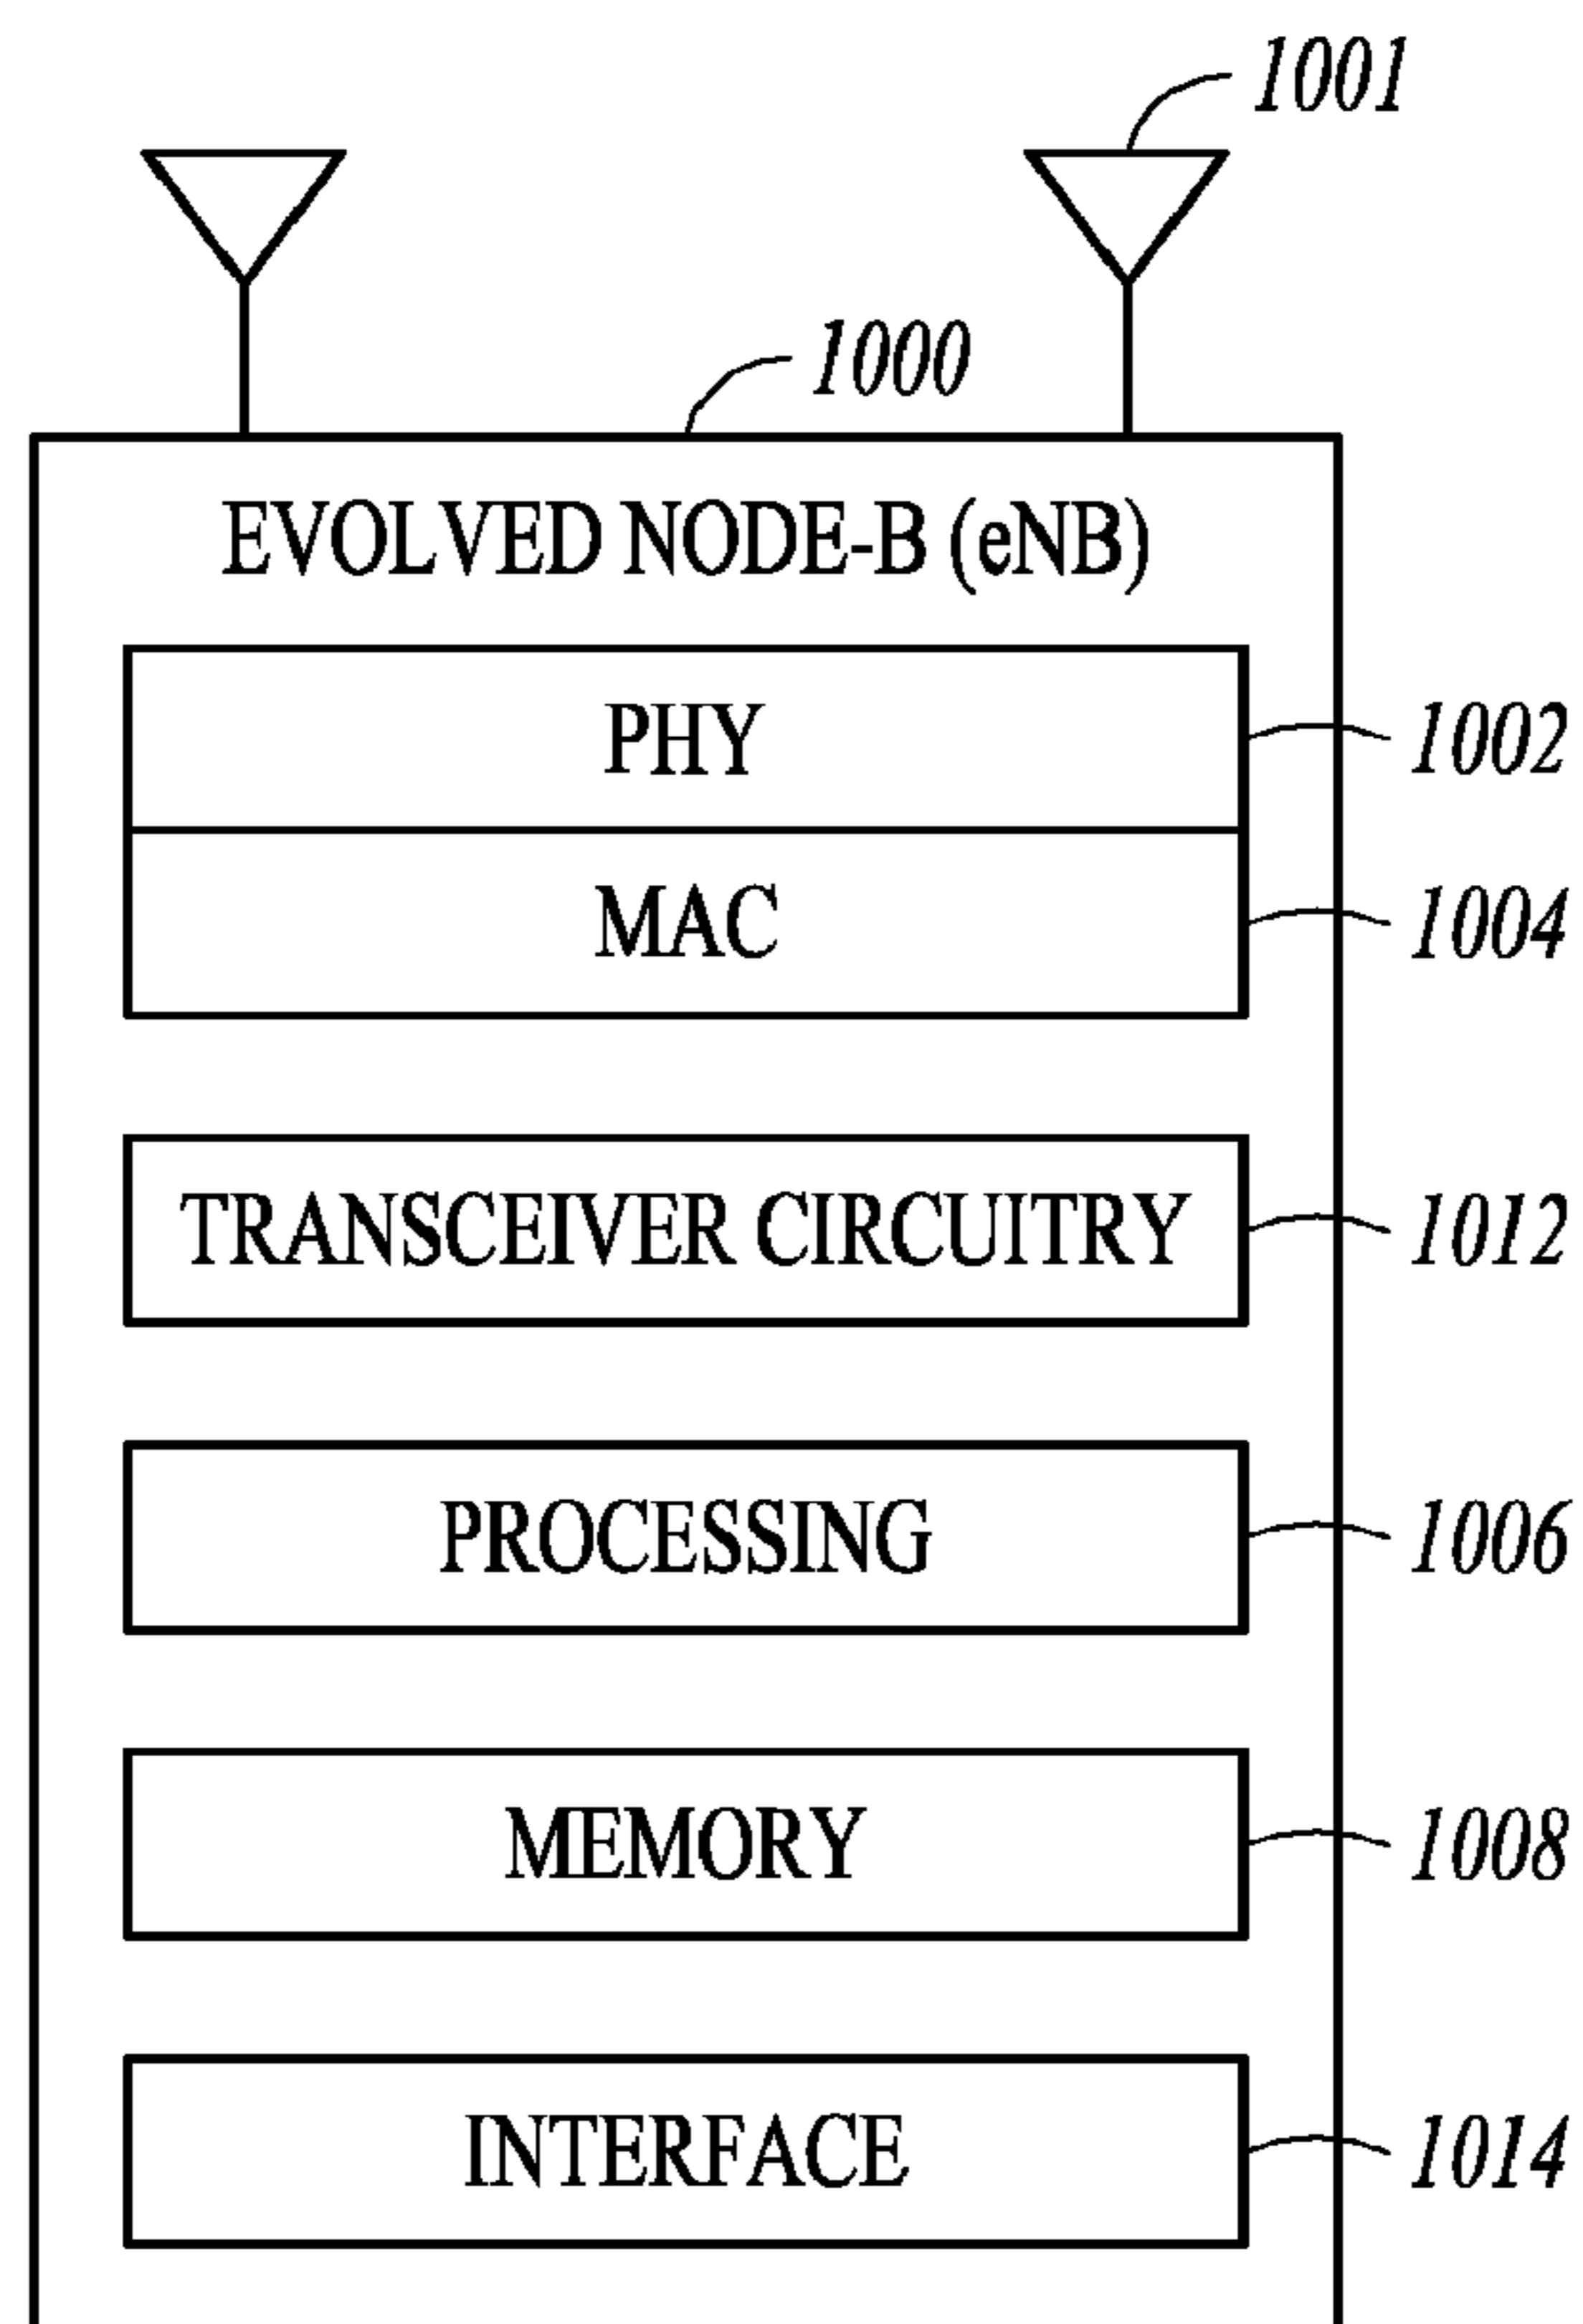 1001
1000
EVOLVED NODE-B (eNB)
PHY 1002
MAC 1004
TRANSCEIVER CIRCUITRY 1012
PROCESSING 1006
MEMORY 1008
INTERFACE 1014